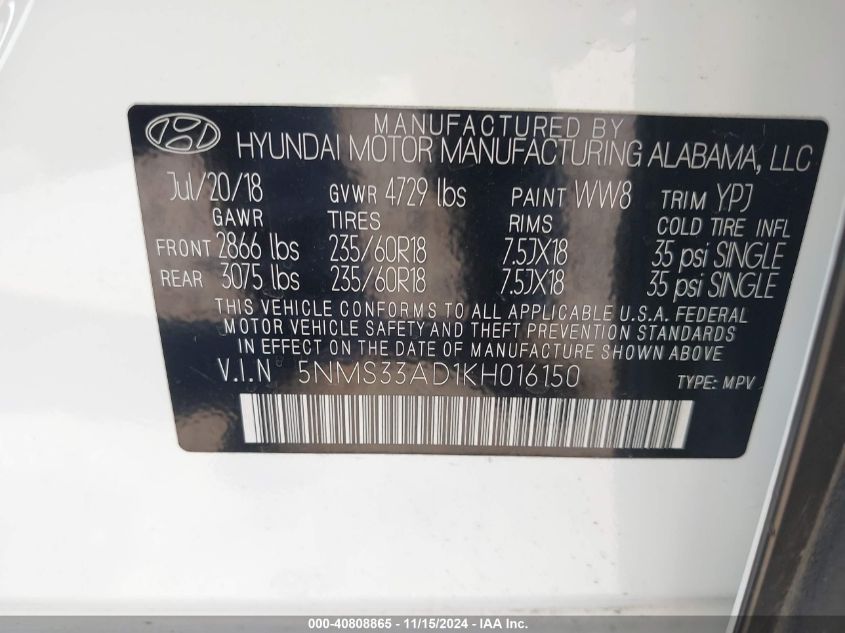 MANUFACTURED BY
HYUNDAI MOTOR MANUFACTURING ALABAMA, LLC
Jul/20/18 GVWR 4729 lbs PAINT WW8 TRIM YPJ
GAWR TIRES RIMS COLD TIRE INFL
FRONT 2866 lbs 235/60R18 7.5JX18 35 psi SINGLE
REAR 3075 lbs 235/60R18 7.5JX18 35 psi SINGLE
THIS VEHICLE CONFORMS TO ALL APPLICABLE U.S.A. FEDERAL
MOTOR VEHICLE SAFETY AND THEFT PREVENTION STANDARDS
IN EFFECT ON THE DATE OF MANUFACTURE SHOWN ABOVE
V.I.N 5NMS33AD1KH016150 TYPE: MPV
000-40808865 - 11/15/2024 - IAA Inc.